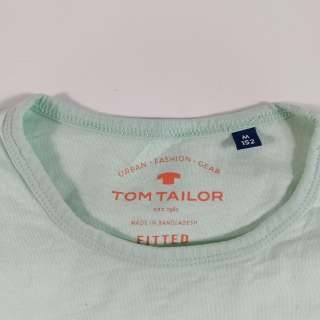 M
152
URBAN · FASHION · GEAR
TOM TAILOR
EST. 1962
MADE IN BANGLADESH
FITTED